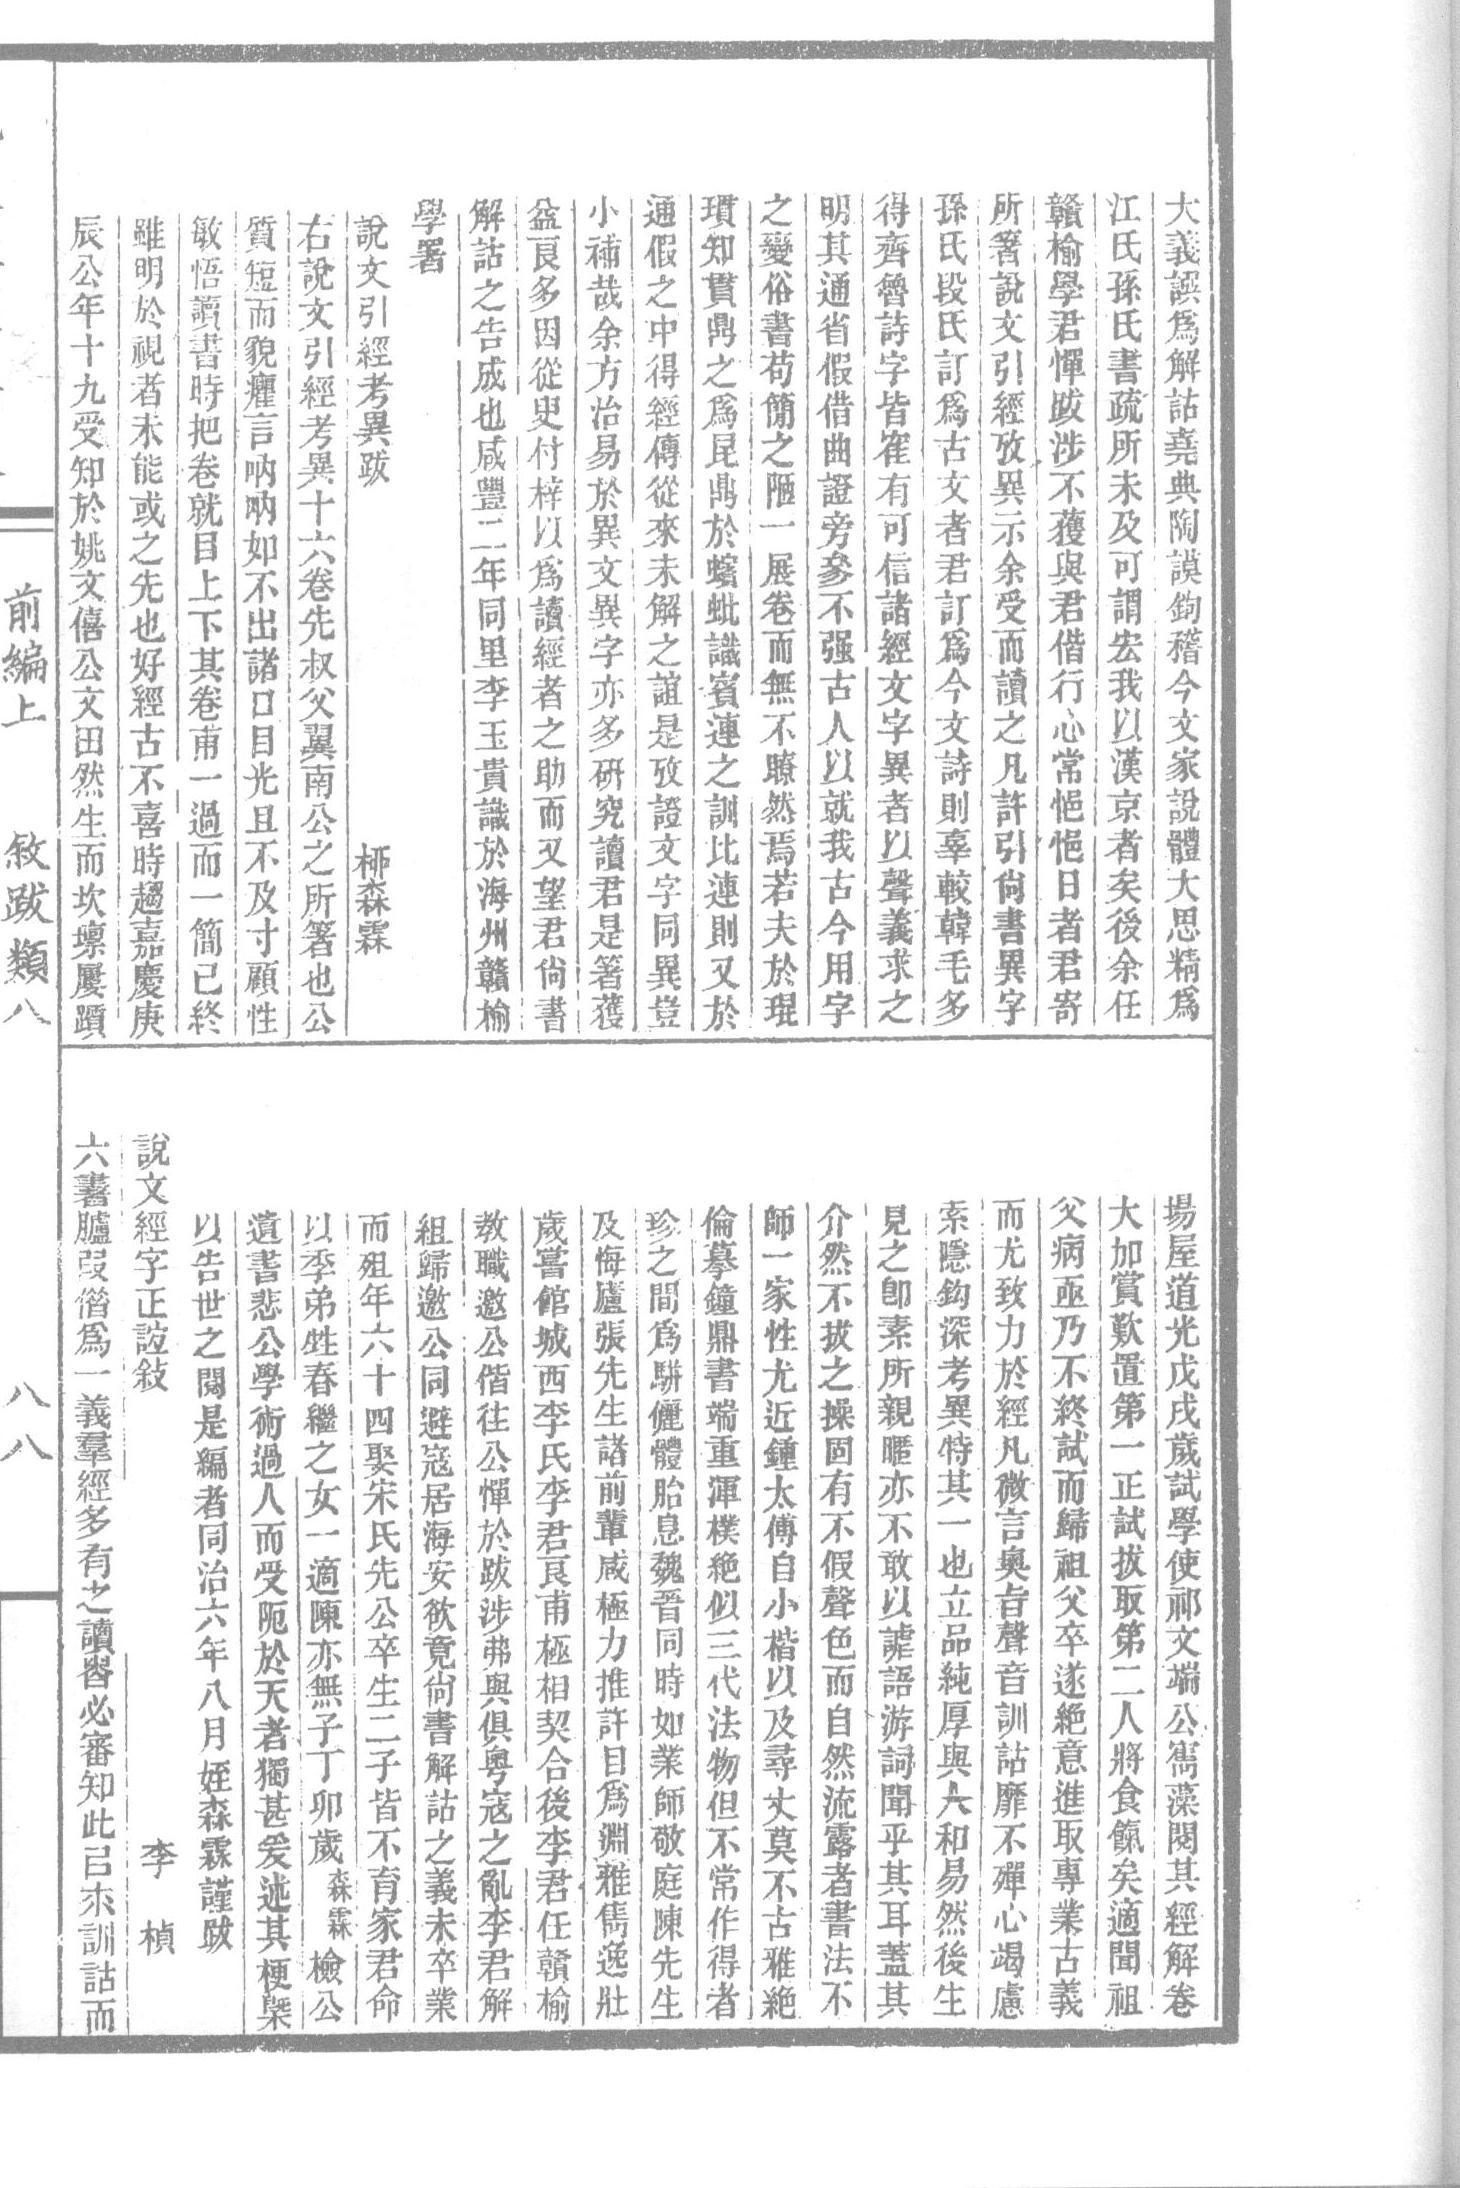 大義誤爲解詁堯典陶謨鉤稽今文家說體大思精爲
江氏孫氏書疏所未及可謂宏我以漢京者矣後余任
贛榆學君憚跋涉不獲與君偕行心常悒悒日者君寄
所箸說文引經攷異示余受而讀之凡許引尙書異字
孫氏段氏訂爲古文者君訂爲今文詩則辜較韓毛多
得齊魯詩字皆寉有可信諸經文字異者以聲義求之
明其通省假借曲證旁參不强古人以就我古今用字
之變俗書苟簡之陋一展卷而無不瞭然焉若夫於琨
瓆知貫鼎之爲昆鼎於蠙蚍識賓連之訓比連則又於
通假之中得經傳從來未解之誼是攷證文字同異豈
小補哉余方治易於異文異字亦多硏究讀君是箸獲
益良多因從臾付梓以爲讀經者之助而又望君尙書
解詁之告成也咸豐二年同里李玉貴識於海州贛榆
學署
說文引經考異跋　柳森霖
右說文引經考異十六卷先叔父翼南公之所箸也公
質短而貌癯言吶吶如不出諸口目光且不及寸顧性
敏悟讀書時把卷就目上下其卷甫一過而一簡已終
雖明於視者未能或之先也好經古不喜時趨嘉慶庚
辰公年十九受知於姚文僖公文田然生而坎壈屢躓
場屋道光戊戌歲試學使祁文端公寯藻閱其經解卷
大加賞歎置第一正試拔取第二人將食餼矣適聞祖
父病亟乃不終試而歸祖父卒遂絕意進取專業古義
而尤致力於經凡微言奧旨聲音訓詁靡不殫心竭慮
索隱鈎深考異特其一也立品純厚與人和易然後生
見之卽素所親暱亦不敢以謔語游詞聞乎其耳蓋其
介然不拔之操固有不假聲色而自然流露者書法不
師一家性尤近鍾太傅自小楷以及尋丈莫不古雅絕
倫摹鐘鼎書端重渾樸絕似三代法物但不常作得者
珍之間爲駢儷體胎息魏晉同時如業師敬庭陳先生
及悔廬張先生諸前輩咸極力推許目爲淵雅雋逸壯
歲嘗館城西李氏李君良甫極相契合後李君任贛榆
敎職邀公偕往公憚於跋涉弗與俱粵寇之亂李君解
組歸邀公同避寇居海安欲竟尙書解詁之義未卒業
而殂年六十四娶宋氏先公卒生二子皆不育家君命
以季弟甡春繼之女一適陳亦無子丁卯歲森霖檢公
遺書悲公學術過人而受阨於天者獨甚爰述其梗槩
以告世之閱是編者同治六年八月姪森霖謹跋
說文經字正誼敍　李　楨
六書臚叚借爲一義羣經多有之讀者必審知此㠯求訓詁而
前編上　敘跋類八
八八